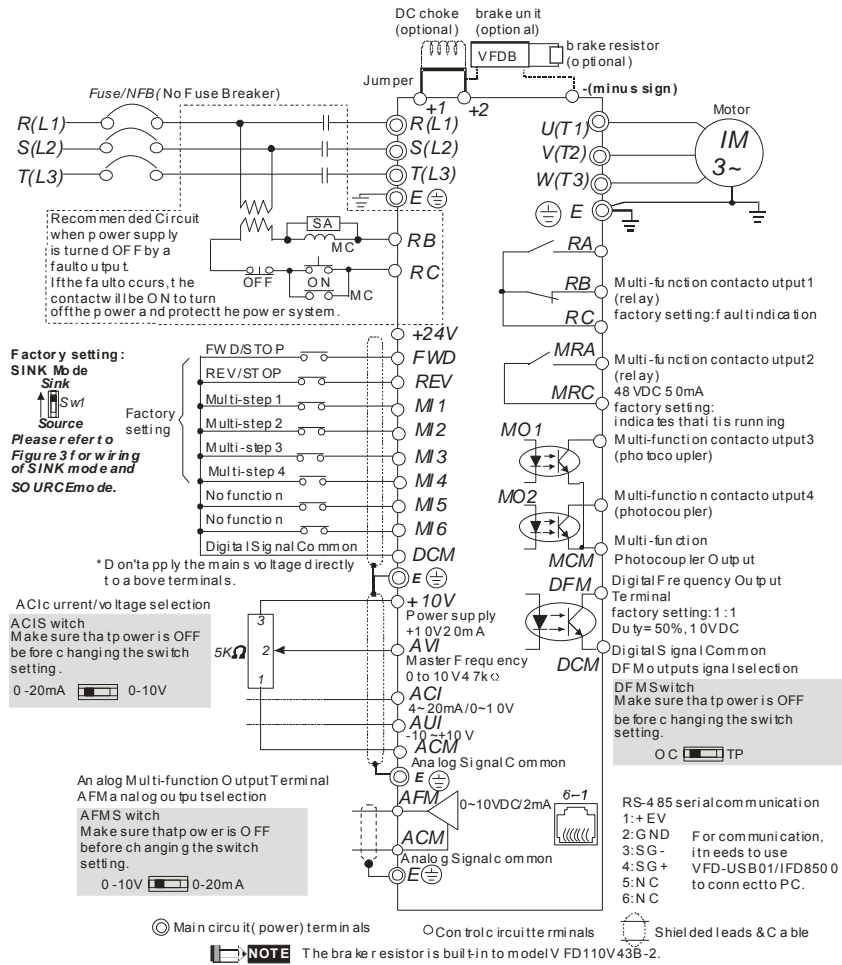 DC choke
(optional)
brake unit
(optional)
VFDB
brake resistor
(optional)
Jumper
-(minus sign)
Fuse/NFB(No Fuse Breaker)
+1
+2
Motor
R(L1)
R(L1)
U(T1)
IM
3~
S(L2)
S(L2)
V(T2)
T(L3)
T(L3)
W(T3)
E
E
Recommended Circuit
when power supply
is turned OFF by a
fault output.
If the fault occurs, the
contact will be ON to turn
off the power and protect the power system.
SA
MC
RB
OFF
ON
MC
RC
RA
RB
RC
Multi-function contact output1
(relay)
factory setting: fault indication
+24V
Factory setting:
SINK Mode
Sink
Sw1
Source
Please refer to
Figure 3 for wiring
of SINK mode and
SOURCE mode.
Factory
setting
FWD/STOP
FWD
REV/STOP
REV
Multi-step 1
MI1
Multi-step 2
MI2
Multi-step 3
MI3
Multi-step 4
MI4
No function
MI5
No function
MI6
Digital Signal Common
DCM
* Don't apply the mains voltage directly
to above terminals.
E
MRA
MRC
Multi-function contact output2
(relay)
48VDC 50mA
factory setting:
indicates that it is running
MO1
Multi-function contact output3
(photocoupler)
MO2
Multi-function contact output4
(photocoupler)
MCM
Multi-function
Photocoupler Output
DFM
Digital Frequency Output
Terminal
factory setting: 1:1
Duty=50%, 10VDC
DCM
Digital Signal Common
DFM output signal selection
DFM Switch
Make sure that power is OFF
before changing the switch
setting.
OC
TP
ACI current/voltage selection
ACI Switch
Make sure that power is OFF
before changing the switch
setting.
0-20mA
0-10V
5KΩ
3
2
1
+10V
Power supply
+10V 20mA
AVI
Master Frequency
0 to 10V 47kΩ
ACI
4~20mA/0~10V
AUI
-10~+10V
ACM
Analog Signal Common
E
Analog Multi-function Output Terminal
AFM analog output selection
AFM Switch
Make sure that power is OFF
before changing the switch
setting.
0-10V
0-20mA
AFM
0~10VDC/2mA
ACM
Analog Signal common
E
6←1
RS-485 serial communication
1:+EV
2:GND
3:SG-
4:SG+
5:NC
6:NC
For communication,
it needs to use
VFD-USB01/IFD8500
to connect to PC.
Main circuit (power) terminals
Control circuit terminals
Shielded leads & Cable
NOTE
The brake resistor is built-in to model VFD110V43B-2.